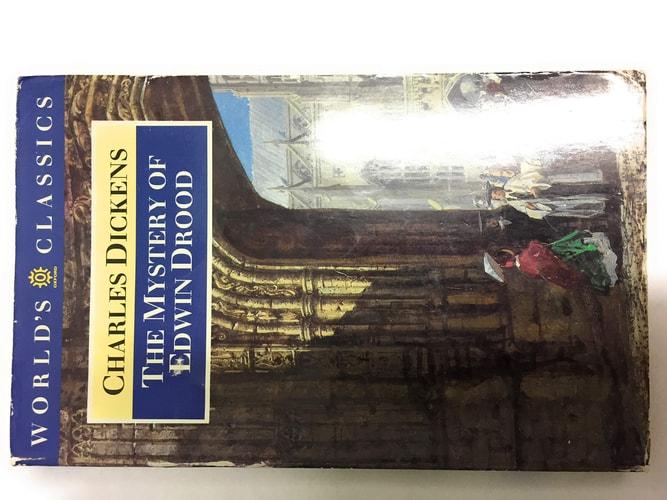 WORLD'S CLASSICS
CHARLES DICKENS
THE MYSTERY OF
EDWIN DROOD